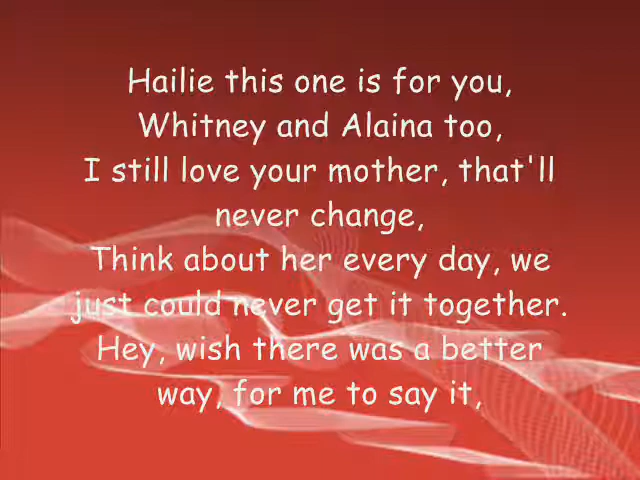 Hailie this one is for you,
Whitney and Alaina too,
I still love your mother, that'll
never change,
Think about her every day, we
just could never get it together.
Hey, wish there was a better
way, for me to say it,